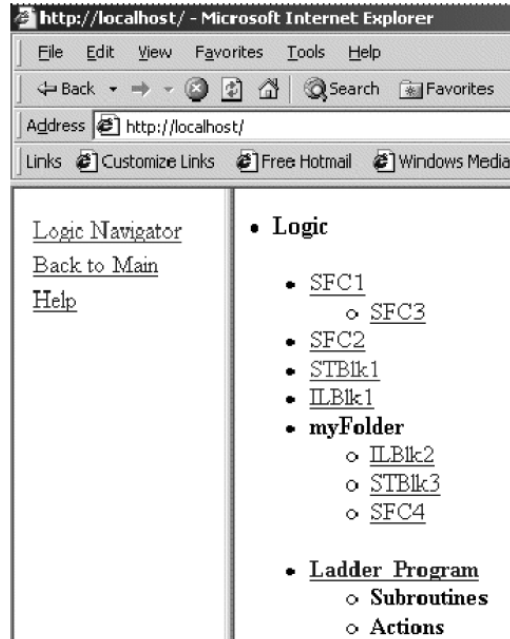 http://localhost/ - Microsoft Internet Explorer
File Edit View Favorites Tools Help
Back Search Favorites
Address http://localhost/
Links Customize Links Free Hotmail Windows Media
Logic Navigator
Back to Main
Help
• Logic
• SFC1
o SFC3
• SFC2
• STBlk1
• ILBlk1
• myFolder
o ILBlk2
o STBlk3
o SFC4
• Ladder Program
o Subroutines
o Actions